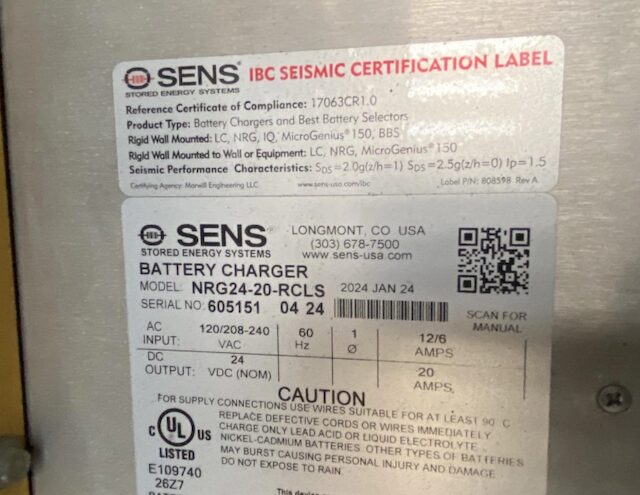 SENS® IBC SEISMIC CERTIFICATION LABEL
STORED ENERGY SYSTEMS
Reference Certificate of Compliance: 17063CR1.0
Product Type: Battery Chargers and Best Battery Selectors
Rigid Wall Mounted: LC, NRG, IQ, MicroGenius® 150, BBS
Rigid Wall Mounted to Wall or Equipment: LC, NRG, MicroGenius® 150
Seismic Performance Characteristics: SDS=2.0g(z/h=1) SDS=2.5g(z/h=0) Ip=1.5
Certifying Agency: Marwill Engineering LLC www.sens-usa.com/ibc Label P/N: 808598 Rev A
SENS®
STORED ENERGY SYSTEMS
LONGMONT, CO USA
(303) 678-7500
www.sens-usa.com
BATTERY CHARGER
MODEL: NRG24-20-RCLS 2024 JAN 24
SERIAL NO: 605151 04 24
SCAN FOR
MANUAL
AC INPUT: 120/208-240 VAC 60 Hz 1 Ø 12/6 AMPS
DC OUTPUT: 24 VDC (NOM) 20 AMPS
CAUTION
FOR SUPPLY CONNECTIONS USE WIRES SUITABLE FOR AT LEAST 90 C
REPLACE DEFECTIVE CORDS OR WIRES IMMEDIATELY
CHARGE ONLY LEAD ACID OR LIQUID ELECTROLYTE
NICKEL-CADMIUM BATTERIES. OTHER TYPES OF BATTERIES
MAY BURST CAUSING PERSONAL INJURY AND DAMAGE
DO NOT EXPOSE TO RAIN.
C UL US
LISTED
E109740
26Z7